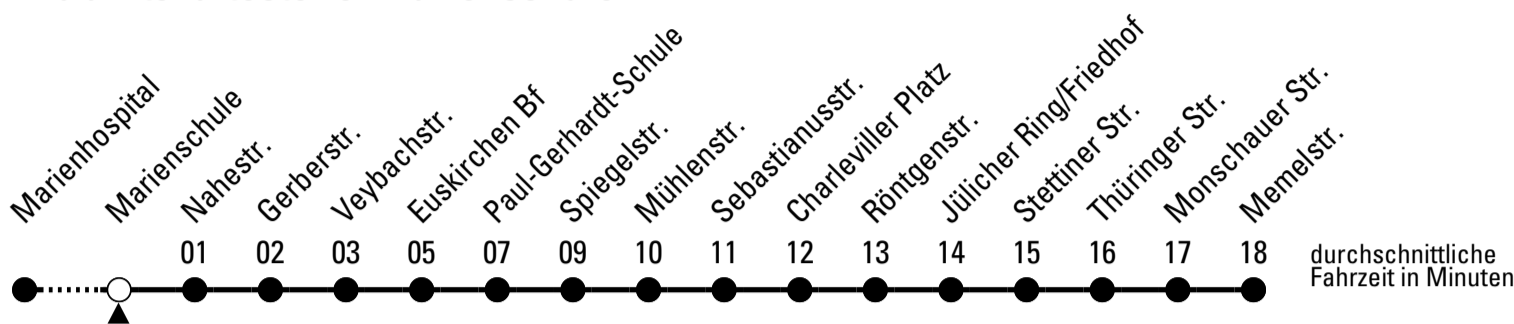 Marienhospital
Marienschule
Nahestr.
Gerberstr.
Veybachstr.
Euskirchen Bf
Paul-Gerhardt-Schule
Spiegelstr.
Mühlenstr.
Sebastianusstr.
Charleviller Platz
Röntgenstr.
Jülicher Ring/Friedhof
Stettiner Str.
Thüringer Str.
Monschauer Str.
Memelstr.
01 02 03 05 07 09 10 11 12 13 14 15 16 17 18
durchschnittliche
Fahrzeit in Minuten